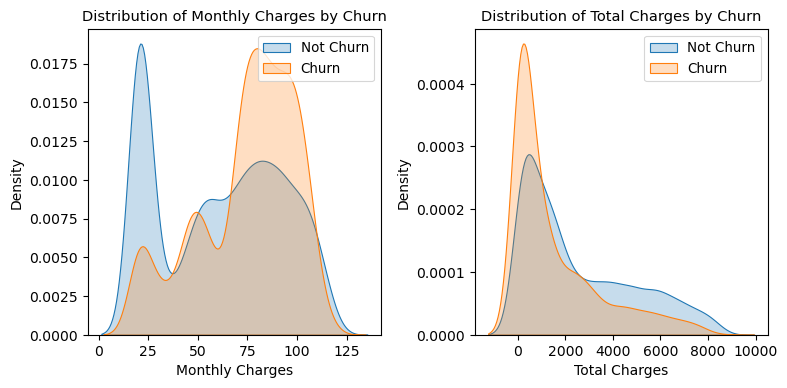 Distribution of Monthly Charges by Churn
Not Churn
Churn
0.0175
0.0150
0.0125
0.0100
0.0075
0.0050
0.0025
0.0000
Density
0
25
50
75
100
125
Monthly Charges
Distribution of Total Charges by Churn
Not Churn
Churn
0.0004
0.0003
0.0002
0.0001
0.0000
Density
0
2000
4000
6000
8000
10000
Total Charges